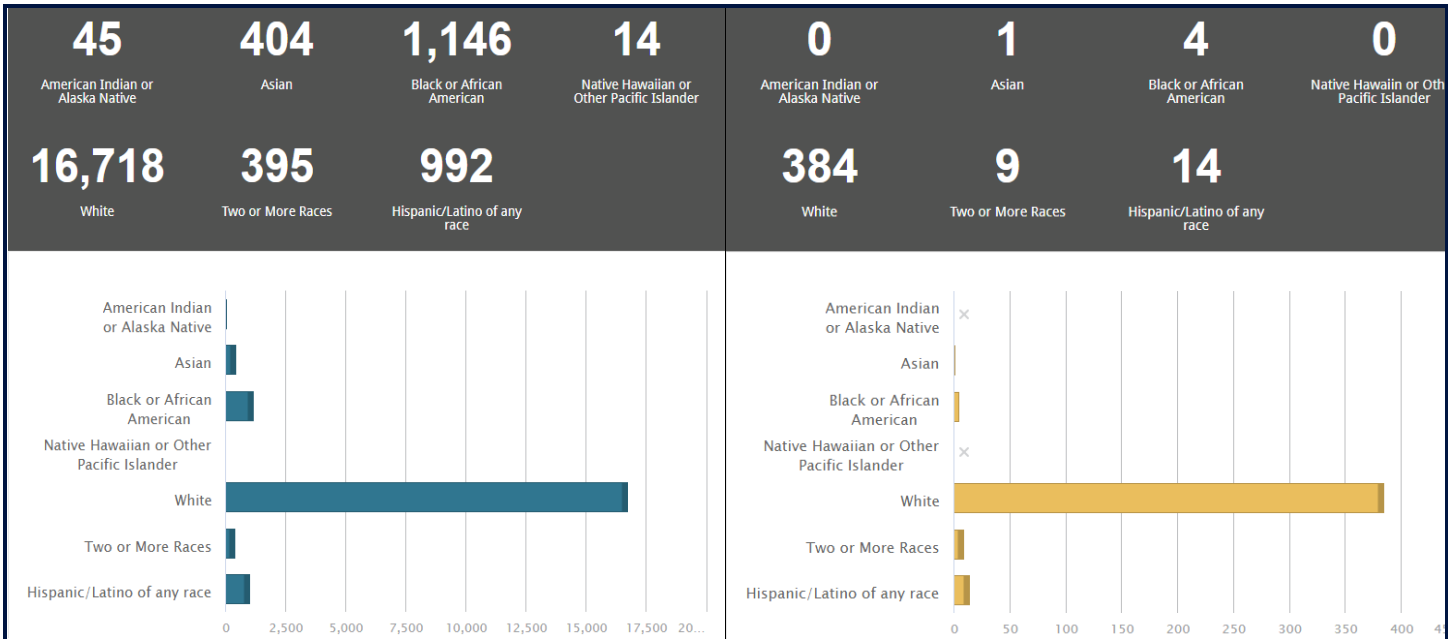 45
404
1,146
14
American Indian or
Alaska Native
Asian
Black or African
American
Native Hawaiian or
Other Pacific Islander
16,718
395
992
White
Two or More Races
Hispanic/Latino of any
race
0
1
4
0
American Indian or
Alaska Native
Asian
Black or African
American
Native Hawaiin or Oth
Pacific Islander
384
9
14
White
Two or More Races
Hispanic/Latino of any
race
American Indian
or Alaska Native
Asian
Black or African
American
Native Hawaiian or Other
Pacific Islander
White
Two or More Races
Hispanic/Latino of any race
0 2,500 5,000 7,500 10,000 12,500 15,000 17,500 20...
American Indian
or Alaska Native
Asian
Black or African
American
Native Hawaiian or Other
Pacific Islander
White
Two or More Races
Hispanic/Latino of any race
0 50 100 150 200 250 300 350 400